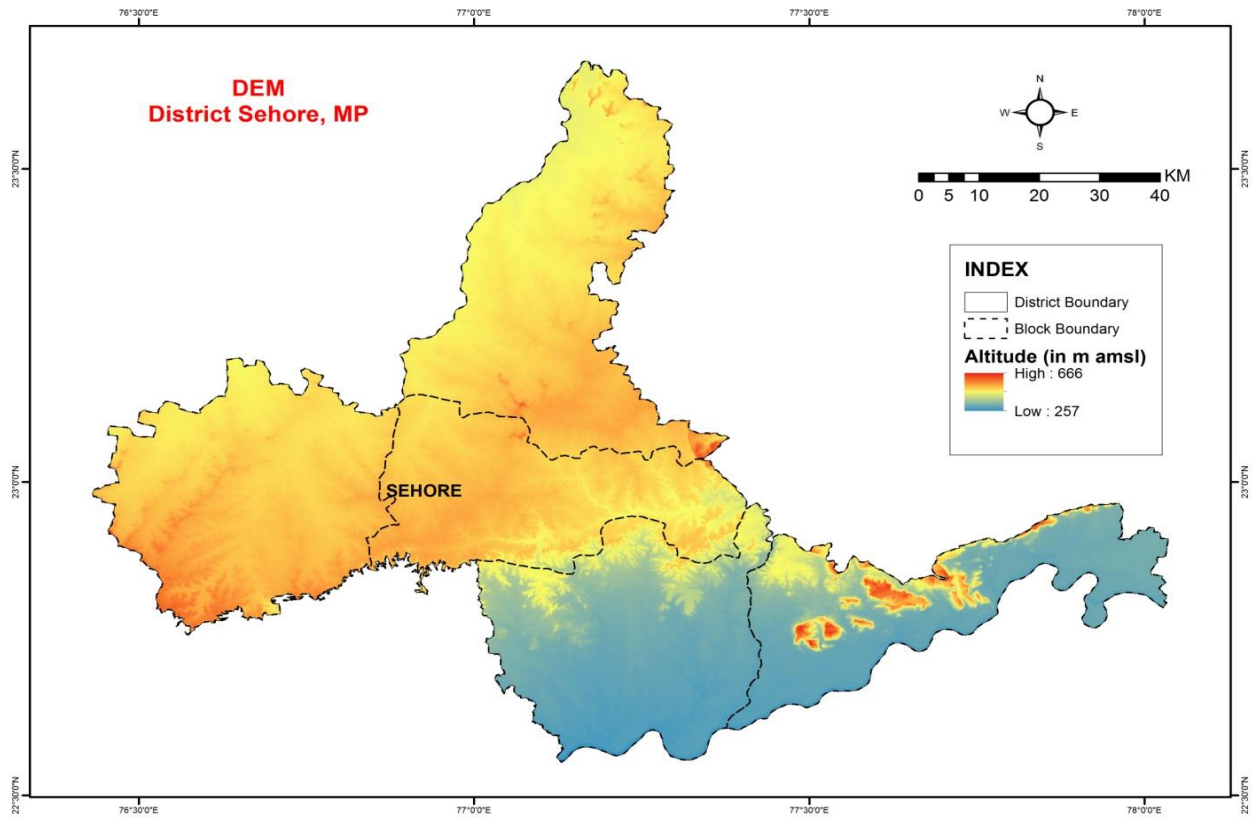 76°30'0"E 77°0'0"E 77°30'0"E 78°0'0"E
DEM
District Sehore, MP
N
W E
S
23°30'0"N 23°30'0"N
KM
0 5 10 20 30 40
INDEX
District Boundary
Block Boundary
Altitude (in m amsl)
High : 666
Low : 257
23°0'0"N 23°0'0"N
SEHORE
22°30'0"N 22°30'0"N
76°30'0"E 77°0'0"E 77°30'0"E 78°0'0"E